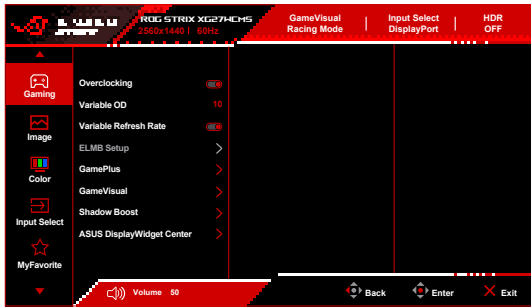 ROG STRIX XG27WCMS
2560x1440 | 60Hz
GameVisual
Racing Mode
Input Select
DisplayPort
HDR
OFF
Gaming
Image
Color
Input Select
MyFavorite
Overclocking
Variable OD 10
Variable Refresh Rate
ELMB Setup
GamePlus
GameVisual
Shadow Boost
ASUS DisplayWidget Center
Volume 50
Back
Enter
Exit